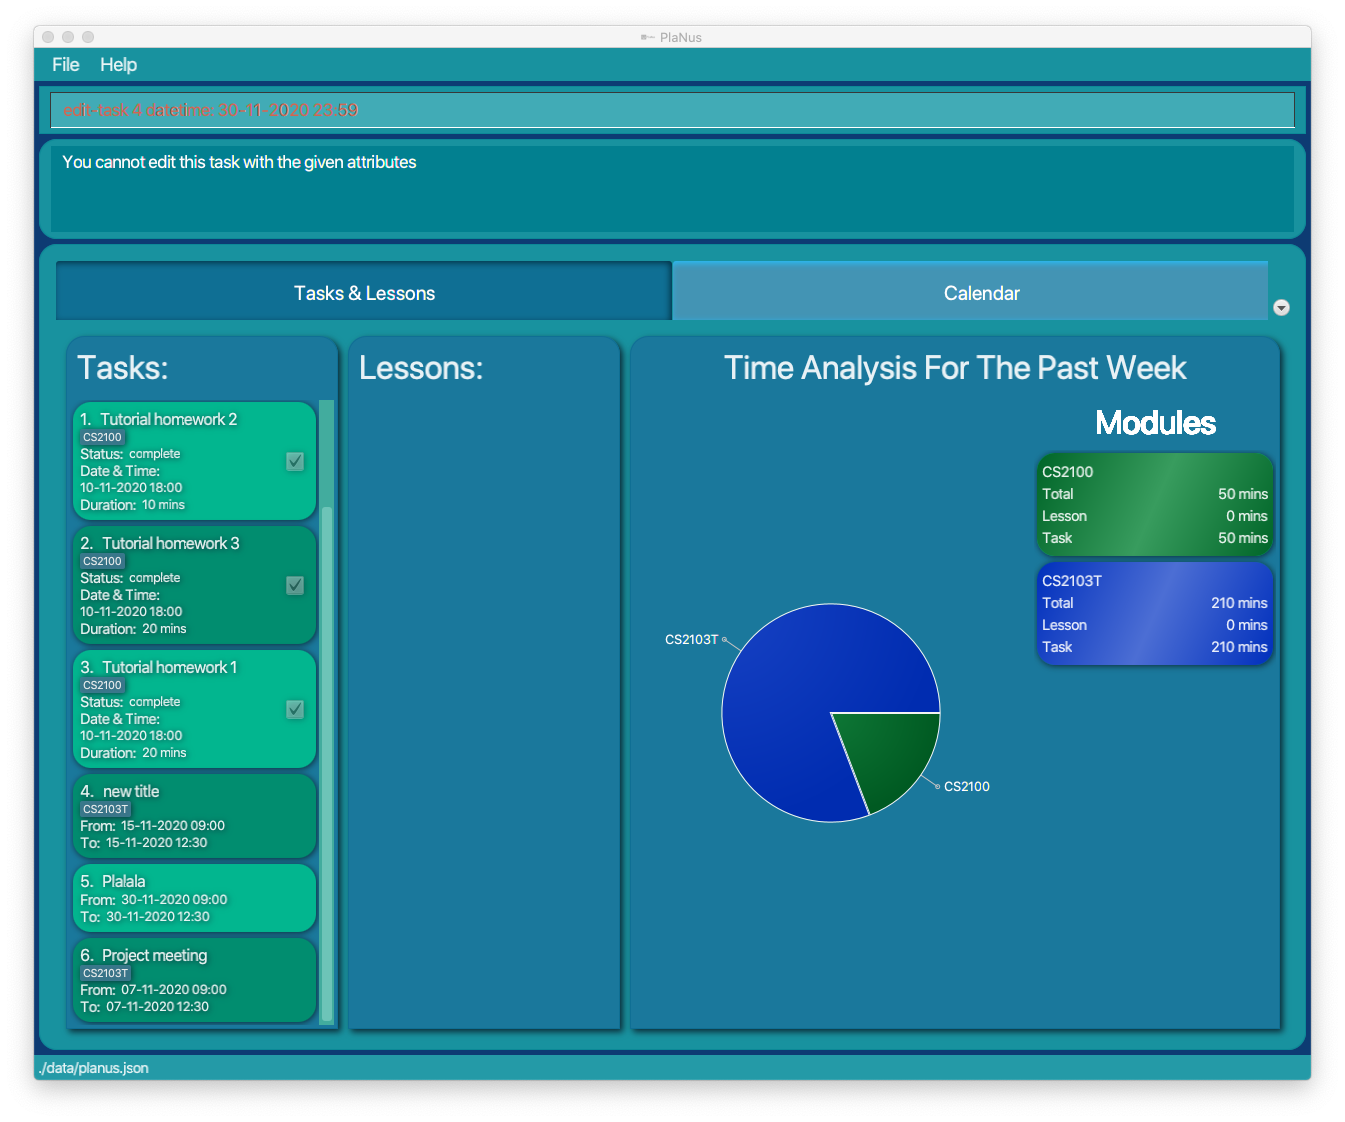 PlaNus
File Help
edit-task 4 datetime: 30-11-2020 23:59
You cannot edit this task with the given attributes
Tasks & Lessons
Calendar
Tasks:
1. Tutorial homework 2
CS2100
Status: complete
Date & Time:
10-11-2020 18:00
Duration: 10 mins
2. Tutorial homework 3
CS2100
Status: complete
Date & Time:
10-11-2020 18:00
Duration: 20 mins
3. Tutorial homework 1
CS2100
Status: complete
Date & Time:
10-11-2020 18:00
Duration: 20 mins
4. new title
CS2103T
From: 15-11-2020 09:00
To: 15-11-2020 12:30
5. Plalala
From: 30-11-2020 09:00
To: 30-11-2020 12:30
6. Project meeting
CS2103T
From: 07-11-2020 09:00
To: 07-11-2020 12:30
Lessons:
Time Analysis For The Past Week
Modules
CS2100
Total 50 mins
Lesson 0 mins
Task 50 mins
CS2103T
Total 210 mins
Lesson 0 mins
Task 210 mins
CS2103T
CS2100
./data/planus.json